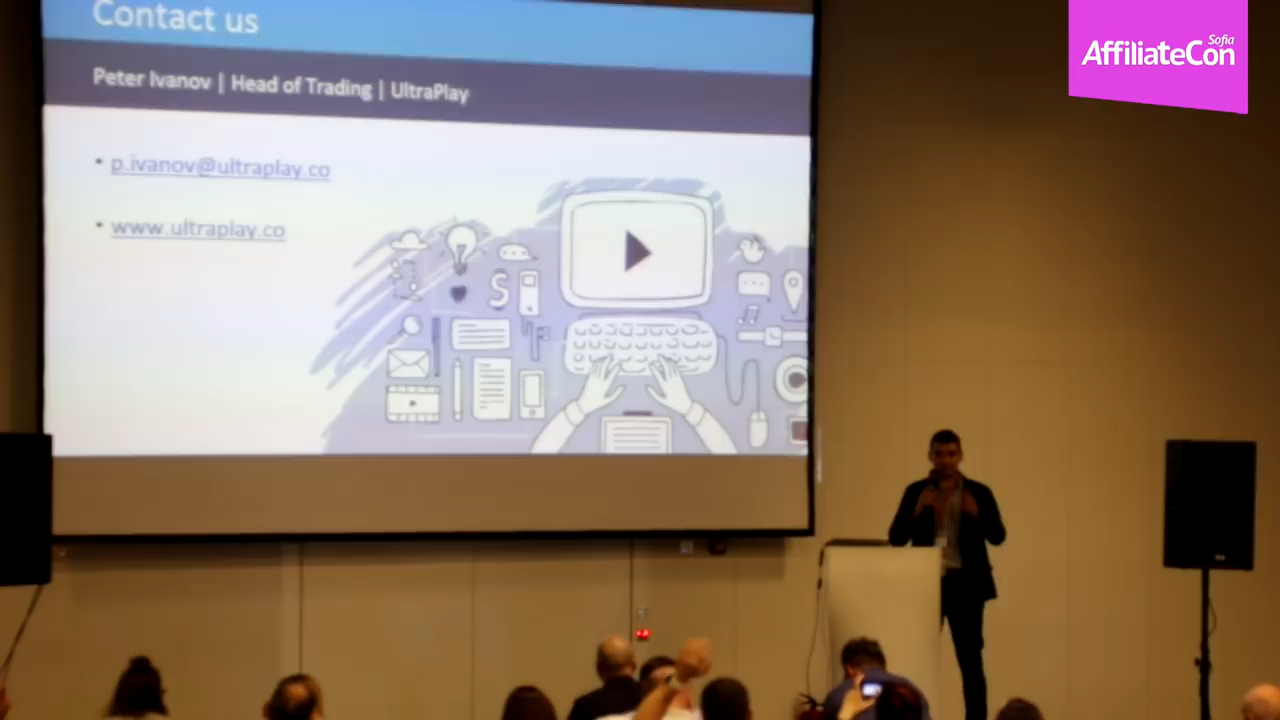 Contact us
Peter Ivanov | Head of Trading | UltraPlay
• p.ivanov@ultraplay.co
• www.ultraplay.co
Sofia
AffiliateCon